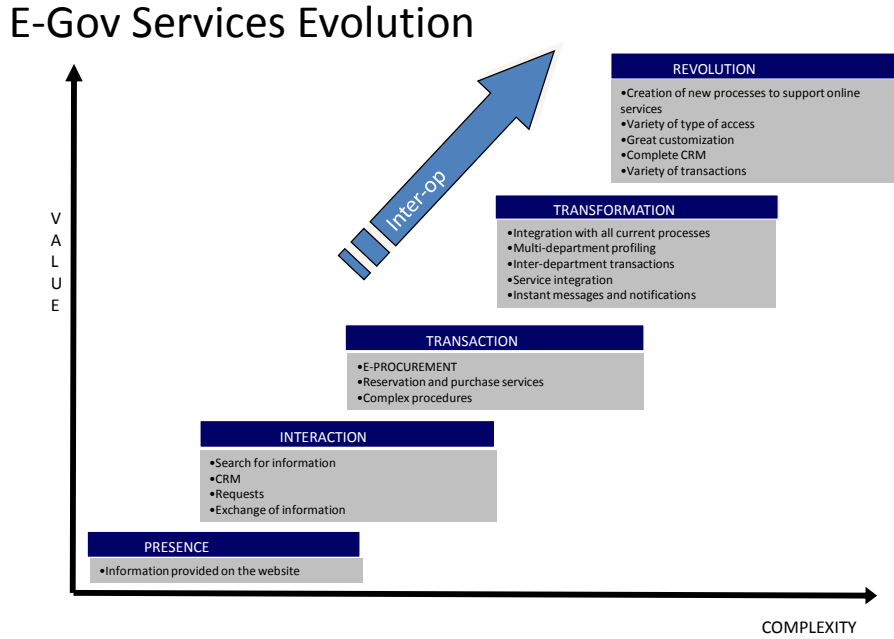 E-Gov Services Evolution
REVOLUTION
•Creation of new processes to support online
services
•Variety of type of access
•Great customization
•Complete CRM
•Variety of transactions
Inter-op
TRANSFORMATION
•Integration with all current processes
•Multi-department profiling
•Inter-department transactions
•Service integration
•Instant messages and notifications
V
A
L
U
E
TRANSACTION
•E-PROCUREMENT
•Reservation and purchase services
•Complex procedures
INTERACTION
•Search for information
•CRM
•Requests
•Exchange of information
PRESENCE
•Information provided on the website
COMPLEXITY